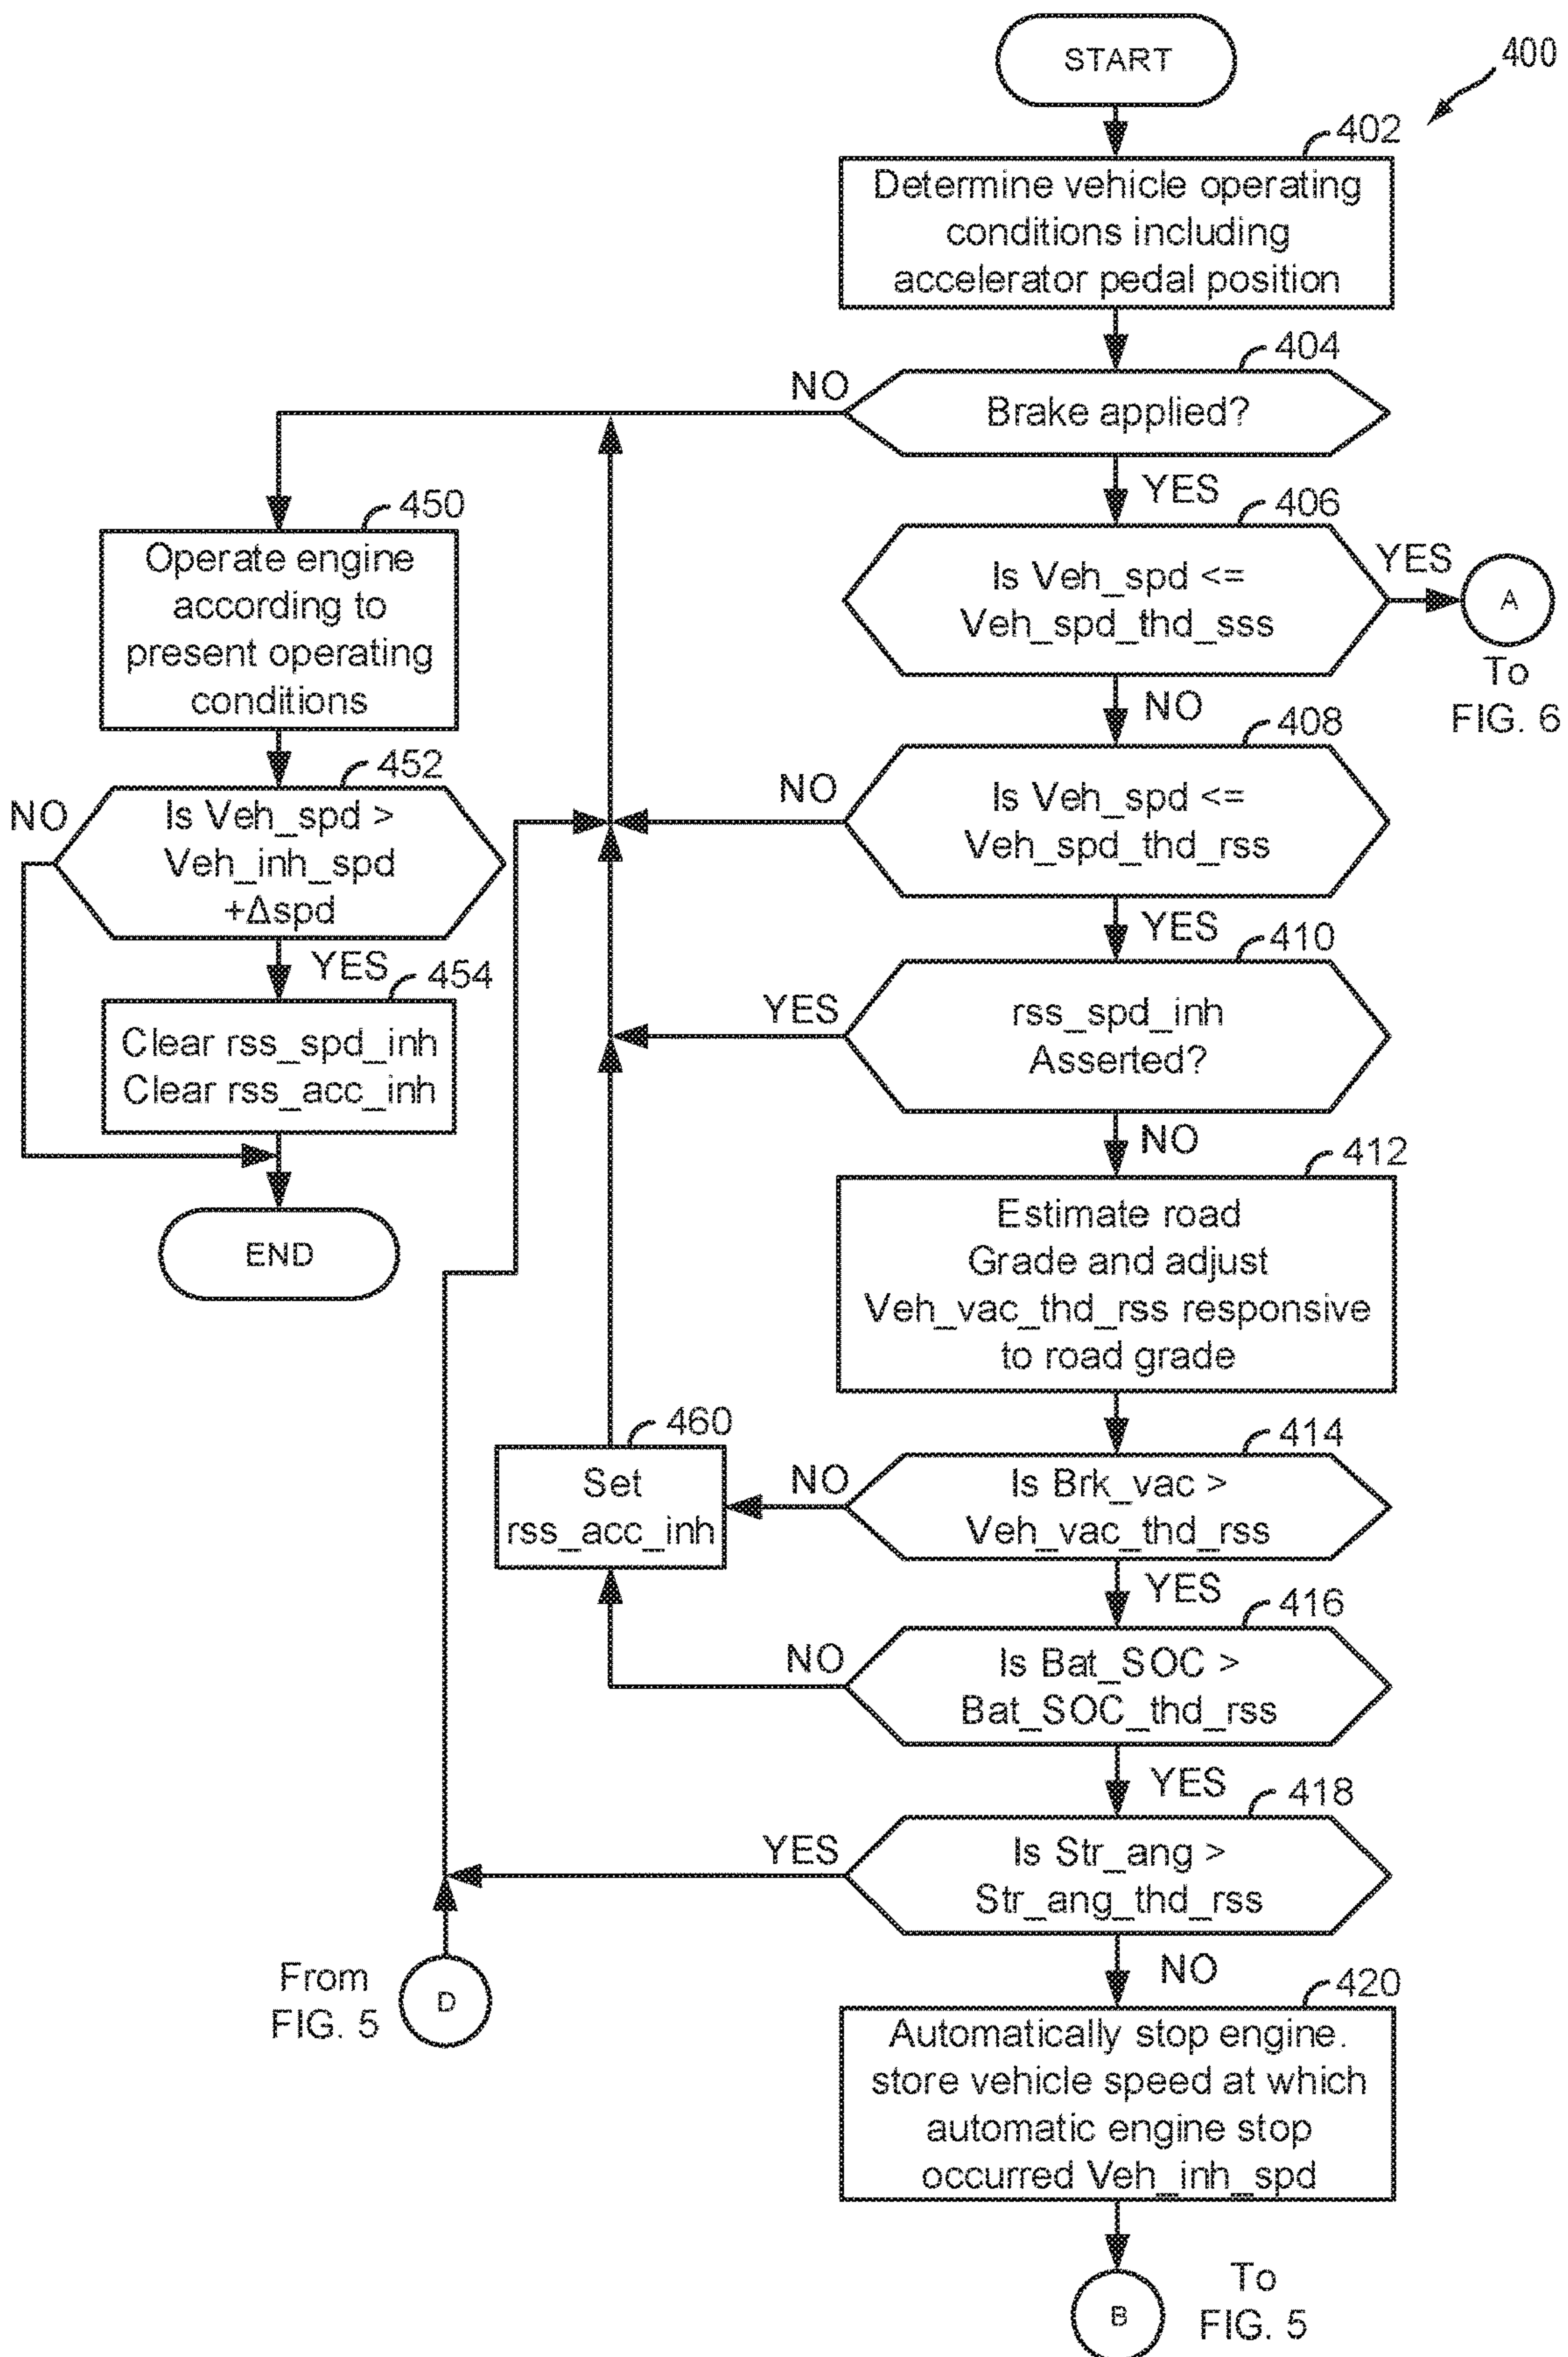 START
400
402
Determine vehicle operating
conditions including
accelerator pedal position
404
NO
Brake applied?
YES
406
Is Veh_spd <=
Veh_spd_thd_sss
YES
A
To
FIG. 6
NO
408
NO
Is Veh_spd <=
Veh_spd_thd_rss
YES
410
YES
rss_spd_inh
Asserted?
NO
412
Estimate road
Grade and adjust
Veh_vac_thd_rss responsive
to road grade
414
NO
Is Brk_vac >
Veh_vac_thd_rss
460
Set
rss_acc_inh
YES
416
NO
Is Bat_SOC >
Bat_SOC_thd_rss
YES
418
YES
Is Str_ang >
Str_ang_thd_rss
NO
420
Automatically stop engine.
store vehicle speed at which
automatic engine stop
occurred Veh_inh_spd
B
To
FIG. 5
450
Operate engine
according to
present operating
conditions
452
NO
Is Veh_spd >
Veh_inh_spd
+Δspd
YES
454
Clear rss_spd_inh
Clear rss_acc_inh
END
From
FIG. 5
D